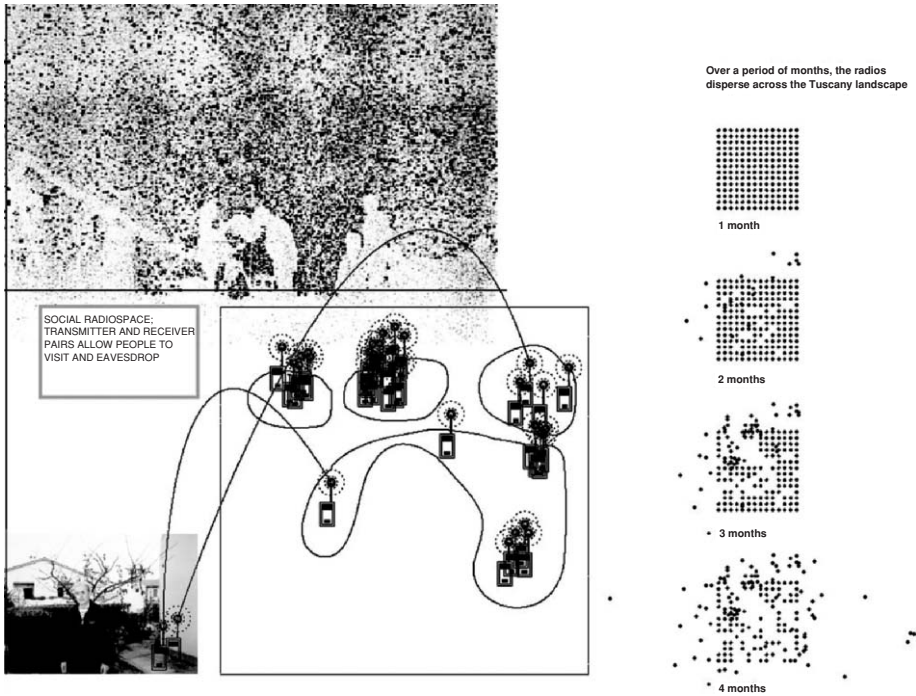 Over a period of months, the radios
disperse across the Tuscany landscape
1 month
SOCIAL RADIOSPACE;
TRANSMITTER AND RECEIVER
PAIRS ALLOW PEOPLE TO
VISIT AND EAVESDROP
2 months
3 months
4 months